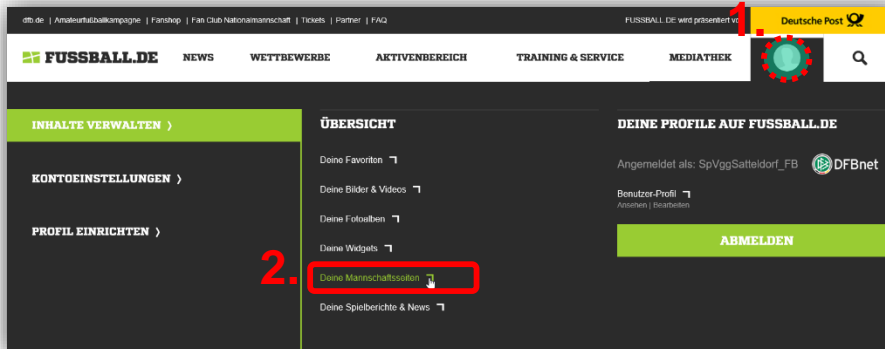 dfb.de | Amateurfußballkampagne | Fanshop | Fan Club Nationalmannschaft | Tickets | Partner | FAQ
FUSSBALL.DE wird präsentiert vo
1.
Deutsche Post
FUSSBALL.DE
NEWS
WETTBEWERBE
AKTIVENBEREICH
TRAINING & SERVICE
MEDIATHEK
INHALTE VERWALTEN
KONTOEINSTELLUNGEN
PROFIL EINRICHTEN
ÜBERSICHT
Deine Favoriten
Deine Bilder & Videos
Deine Fotoalben
Deine Widgets
2.
Deine Mannschaftsseiten
Deine Spielberichte & News
DEINE PROFILE AUF FUSSBALL.DE
Angemeldet als: SpVggSatteldorf_FB
DFBnet
Benutzer-Profil
Ansehen | Bearbeiten
ABMELDEN